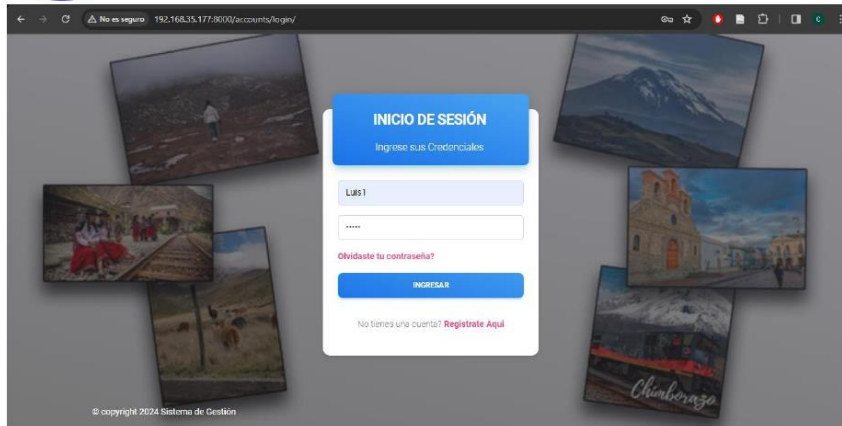 No es seguro 192.168.35.177:8000/accounts/login/
INICIO DE SESIÓN
Ingrese sus Credenciales
Luis1
·····
Olvidaste tu contraseña?
INGRESAR
No tienes una cuenta? Registrate Aqui
Chimborazo
© copyright 2024 Sistema de Gestión